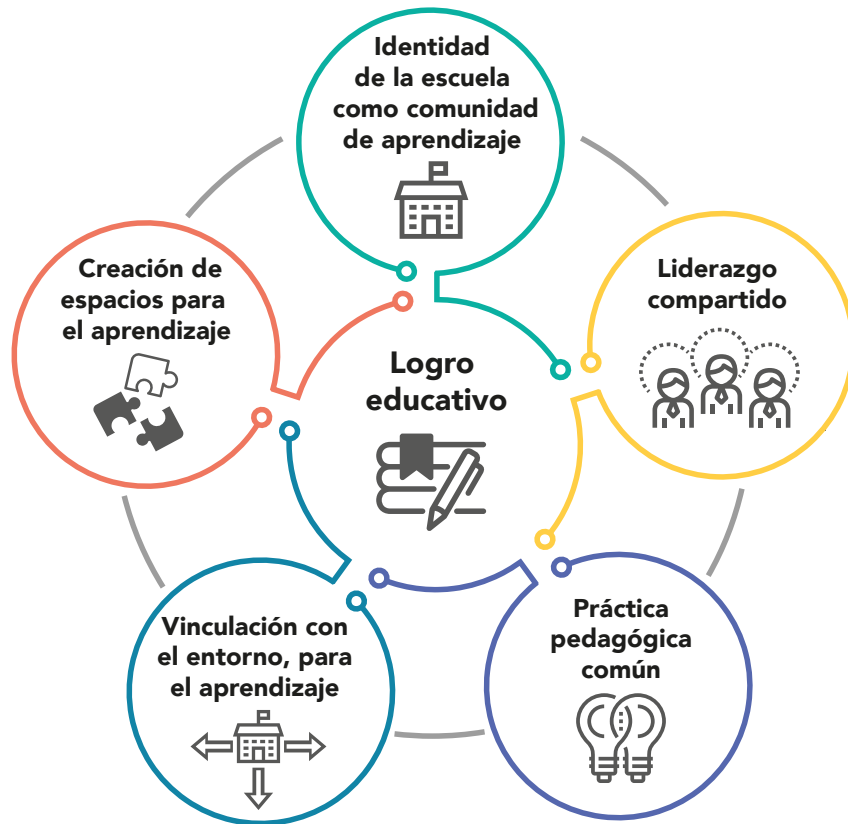 Identidad
de la escuela
como comunidad
de aprendizaje
Liderazgo
compartido
Práctica
pedagógica
común
Vinculación con
el entorno, para
el aprendizaje
Creación de
espacios para
el aprendizaje
Logro
educativo